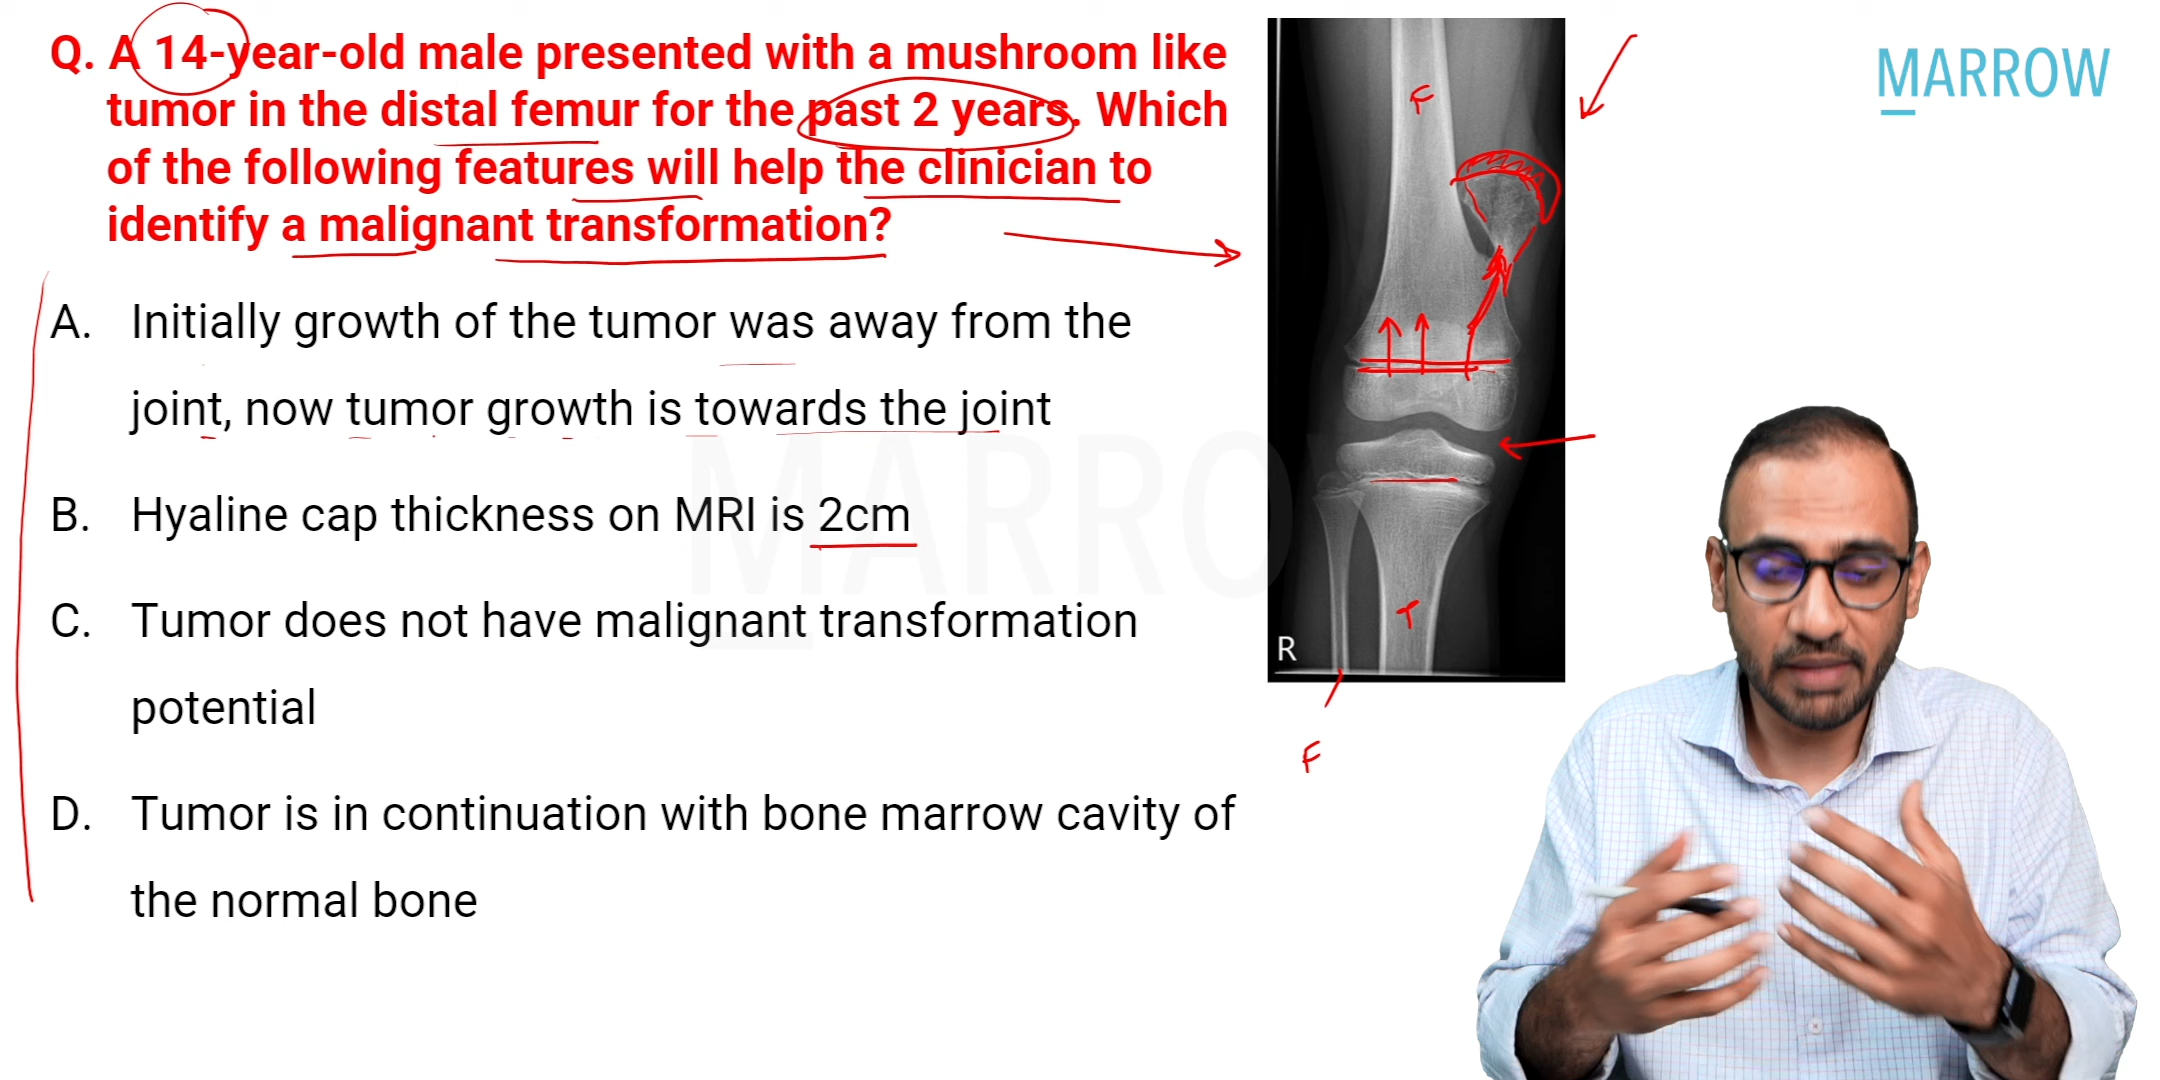 Q. A 14-year-old male presented with a mushroom like
tumor in the distal femur for the past 2 years. Which
of the following features will help the clinician to
identify a malignant transformation?
A. Initially growth of the tumor was away from the
joint, now tumor growth is towards the joint
B. Hyaline cap thickness on MRI is 2cm
C. Tumor does not have malignant transformation
potential
D. Tumor is in continuation with bone marrow cavity of
the normal bone
MARROW
F
T
R
F
MARRO